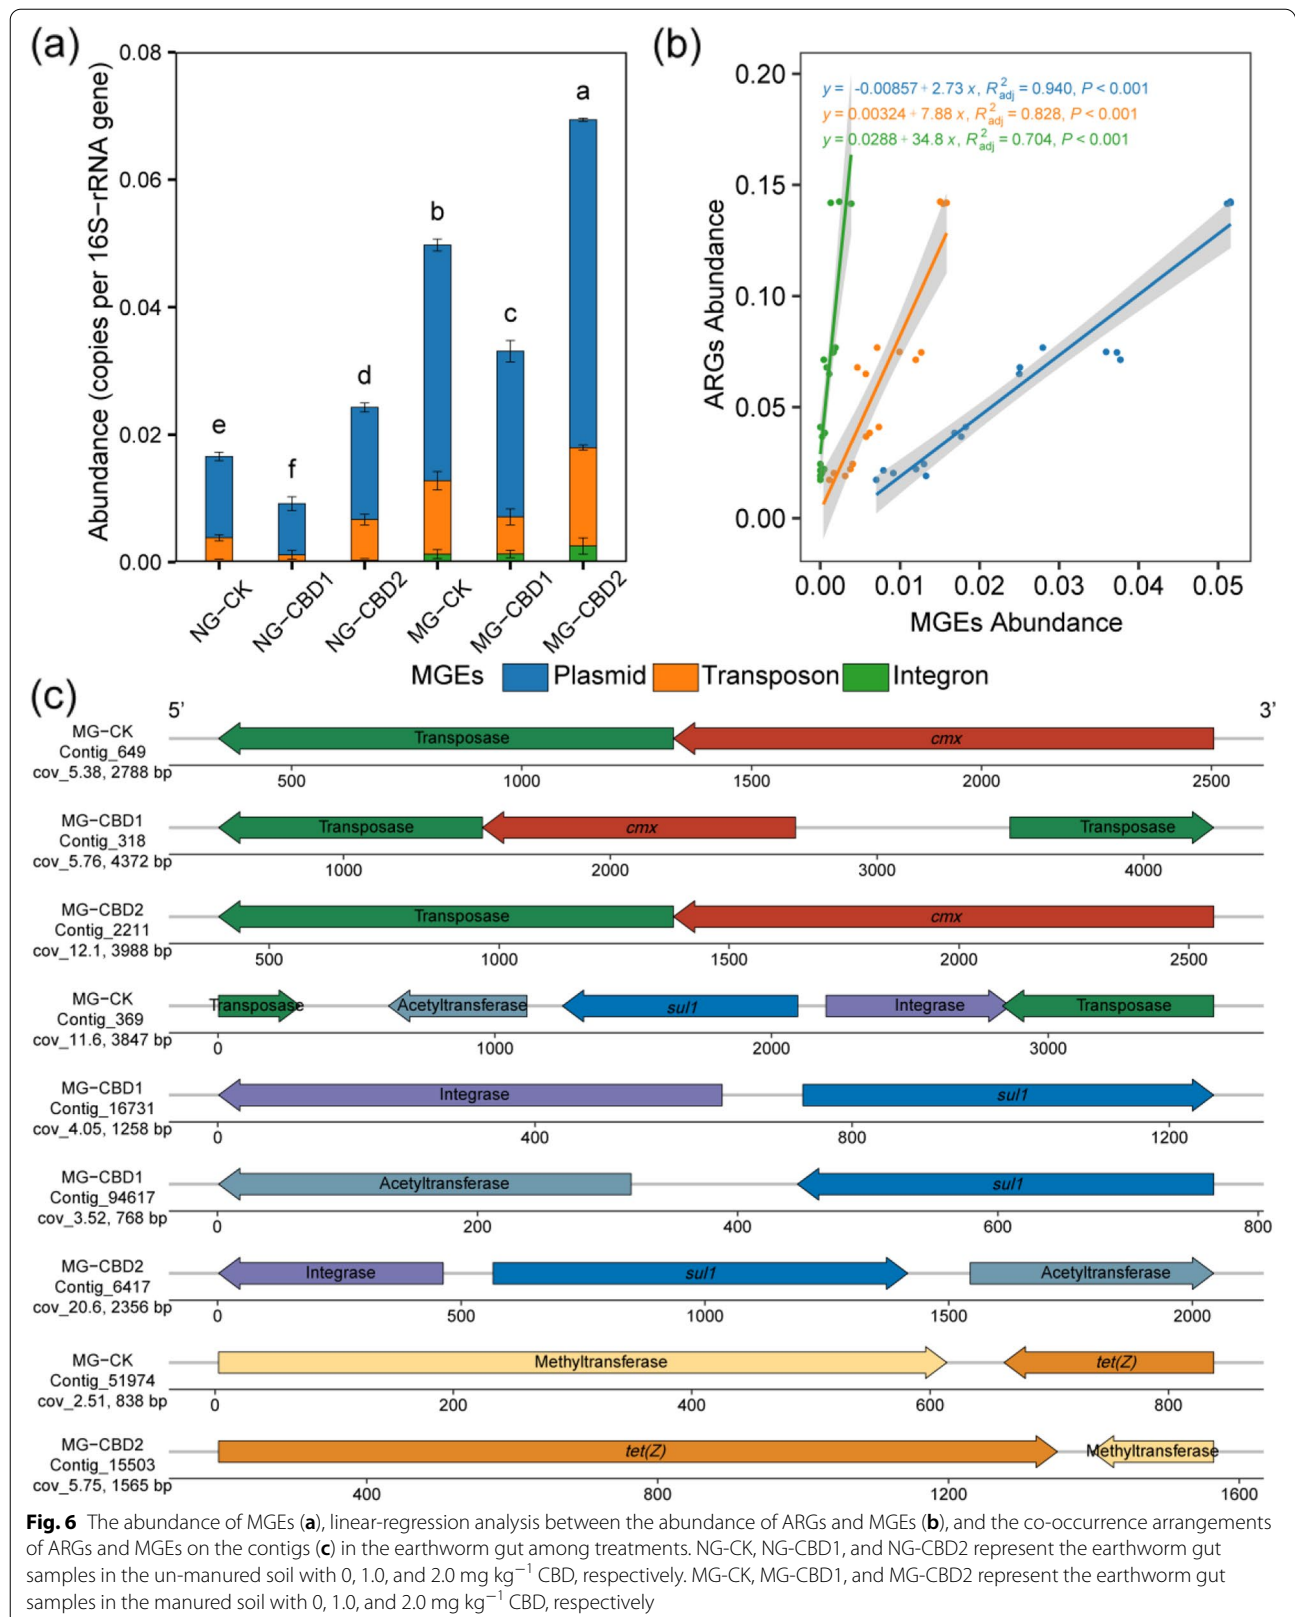 (a)
Abundance (copies per 16S−rRNA gene)
0.08
0.06
0.04
0.02
0.00
e
f
d
b
c
a
NG−CK
NG−CBD1
NG−CBD2
MG−CK
MG−CBD1
MG−CBD2
(b)
ARGs Abundance
0.20
0.15
0.10
0.05
0.00
y = -0.00857 + 2.73 x, R²adj = 0.940, P < 0.001
y = 0.00324 + 7.88 x, R²adj = 0.828, P < 0.001
y = 0.0288 + 34.8 x, R²adj = 0.704, P < 0.001
0.00 0.01 0.02 0.03 0.04 0.05
MGEs Abundance
MGEs Plasmid Transposon Integron
(c)
5’ 3’
MG−CK
Contig_649
cov_5.38, 2788 bp
Transposase cmx
500 1000 1500 2000 2500
MG−CBD1
Contig_318
cov_5.76, 4372 bp
Transposase cmx Transposase
1000 2000 3000 4000
MG−CBD2
Contig_2211
cov_12.1, 3988 bp
Transposase cmx
500 1000 1500 2000 2500
MG−CK
Contig_369
cov_11.6, 3847 bp
Transposase Acetyltransferase sul1 Integrase Transposase
0 1000 2000 3000
MG−CBD1
Contig_16731
cov_4.05, 1258 bp
Integrase sul1
0 400 800 1200
MG−CBD1
Contig_94617
cov_3.52, 768 bp
Acetyltransferase sul1
0 200 400 600 800
MG−CBD2
Contig_6417
cov_20.6, 2356 bp
Integrase sul1 Acetyltransferase
0 500 1000 1500 2000
MG−CK
Contig_51974
cov_2.51, 838 bp
Methyltransferase tet(Z)
0 200 400 600 800
MG−CBD2
Contig_15503
cov_5.75, 1565 bp
tet(Z) Methyltransferase
400 800 1200 1600
Fig. 6 The abundance of MGEs (a), linear-regression analysis between the abundance of ARGs and MGEs (b), and the co-occurrence arrangements
of ARGs and MGEs on the contigs (c) in the earthworm gut among treatments. NG-CK, NG-CBD1, and NG-CBD2 represent the earthworm gut
samples in the un-manured soil with 0, 1.0, and 2.0 mg kg⁻¹ CBD, respectively. MG-CK, MG-CBD1, and MG-CBD2 represent the earthworm gut
samples in the manured soil with 0, 1.0, and 2.0 mg kg⁻¹ CBD, respectively